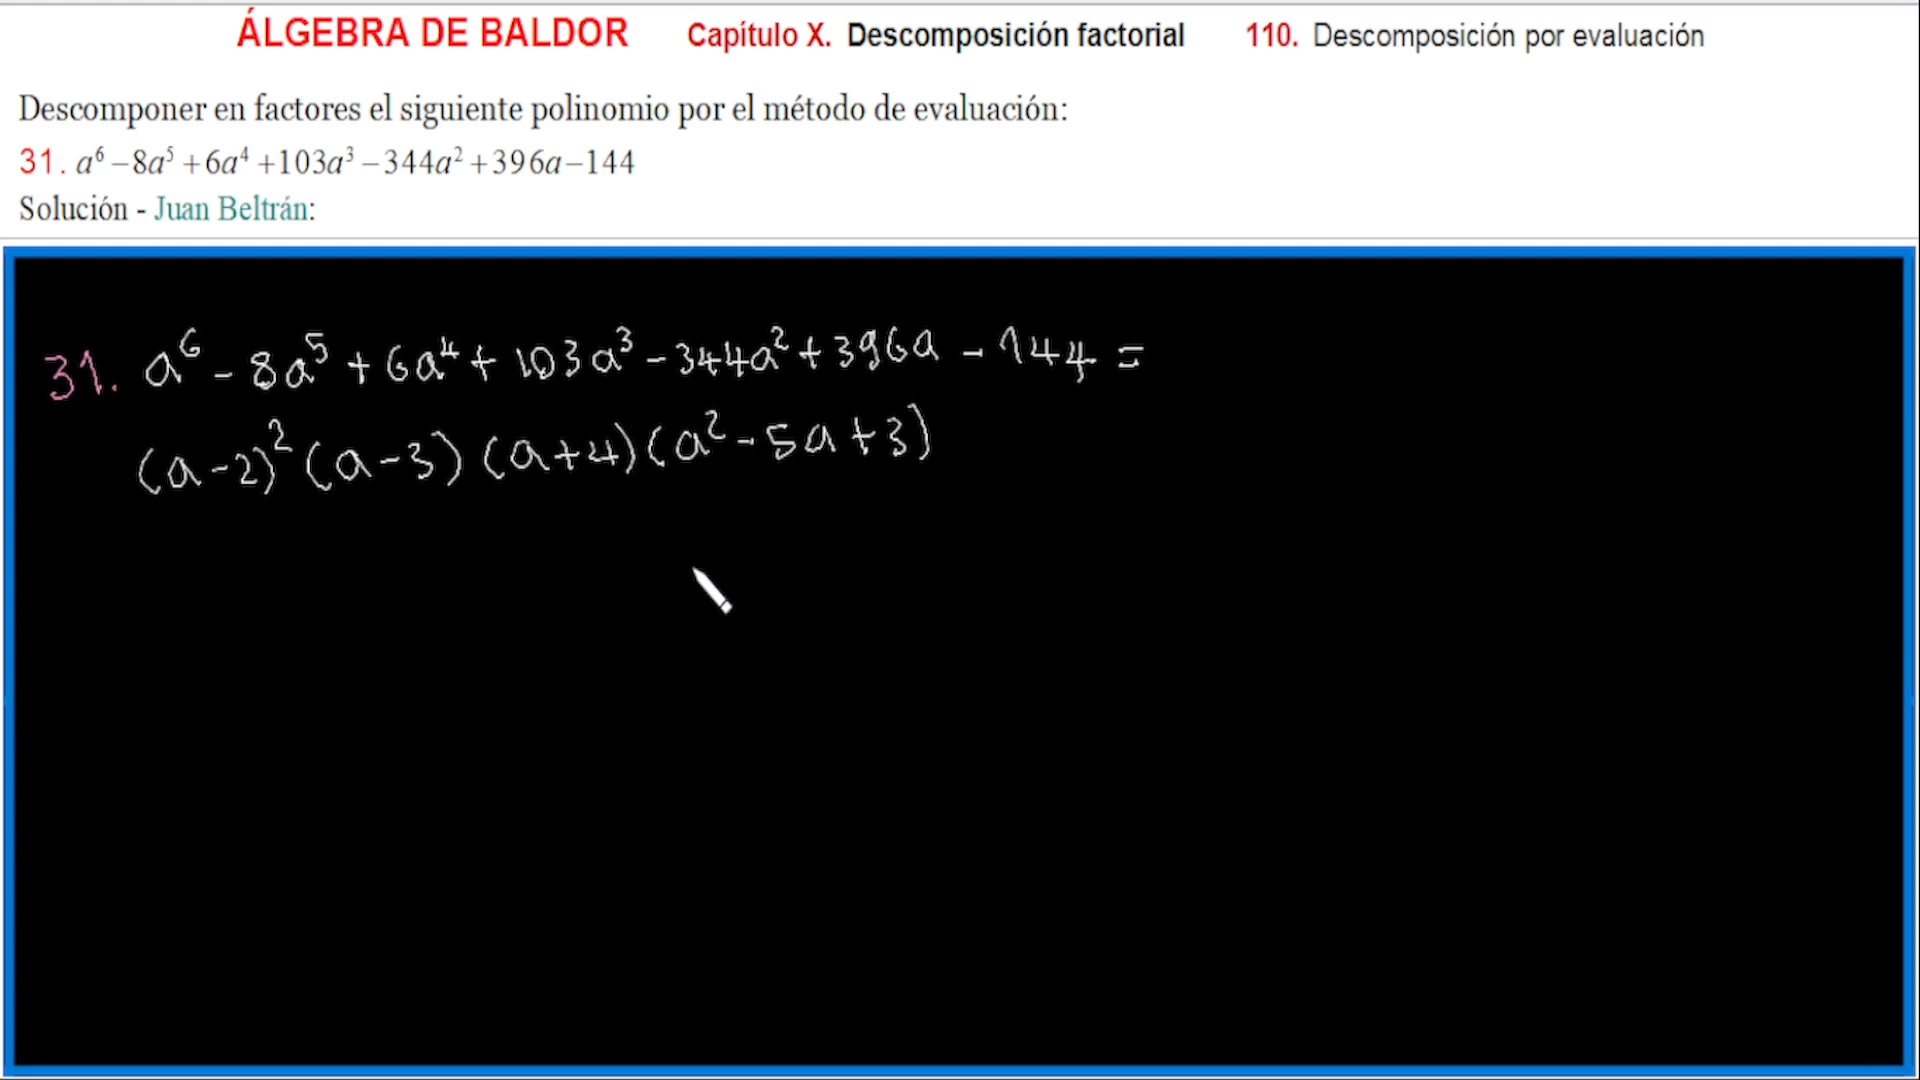 ÁLGEBRA DE BALDOR Capítulo X. Descomposición factorial 110. Descomposición por evaluación
Descomponer en factores el siguiente polinomio por el método de evaluación:
31. a⁶ – 8a⁵ + 6a⁴ + 103a³ – 344a² + 396a – 144
Solución - Juan Beltrán:
31. a⁶ - 8a⁵ + 6a⁴ + 103a³ - 344a² + 396a - 144 =
(a-2)² (a-3) (a+4) (a² - 5a + 3)